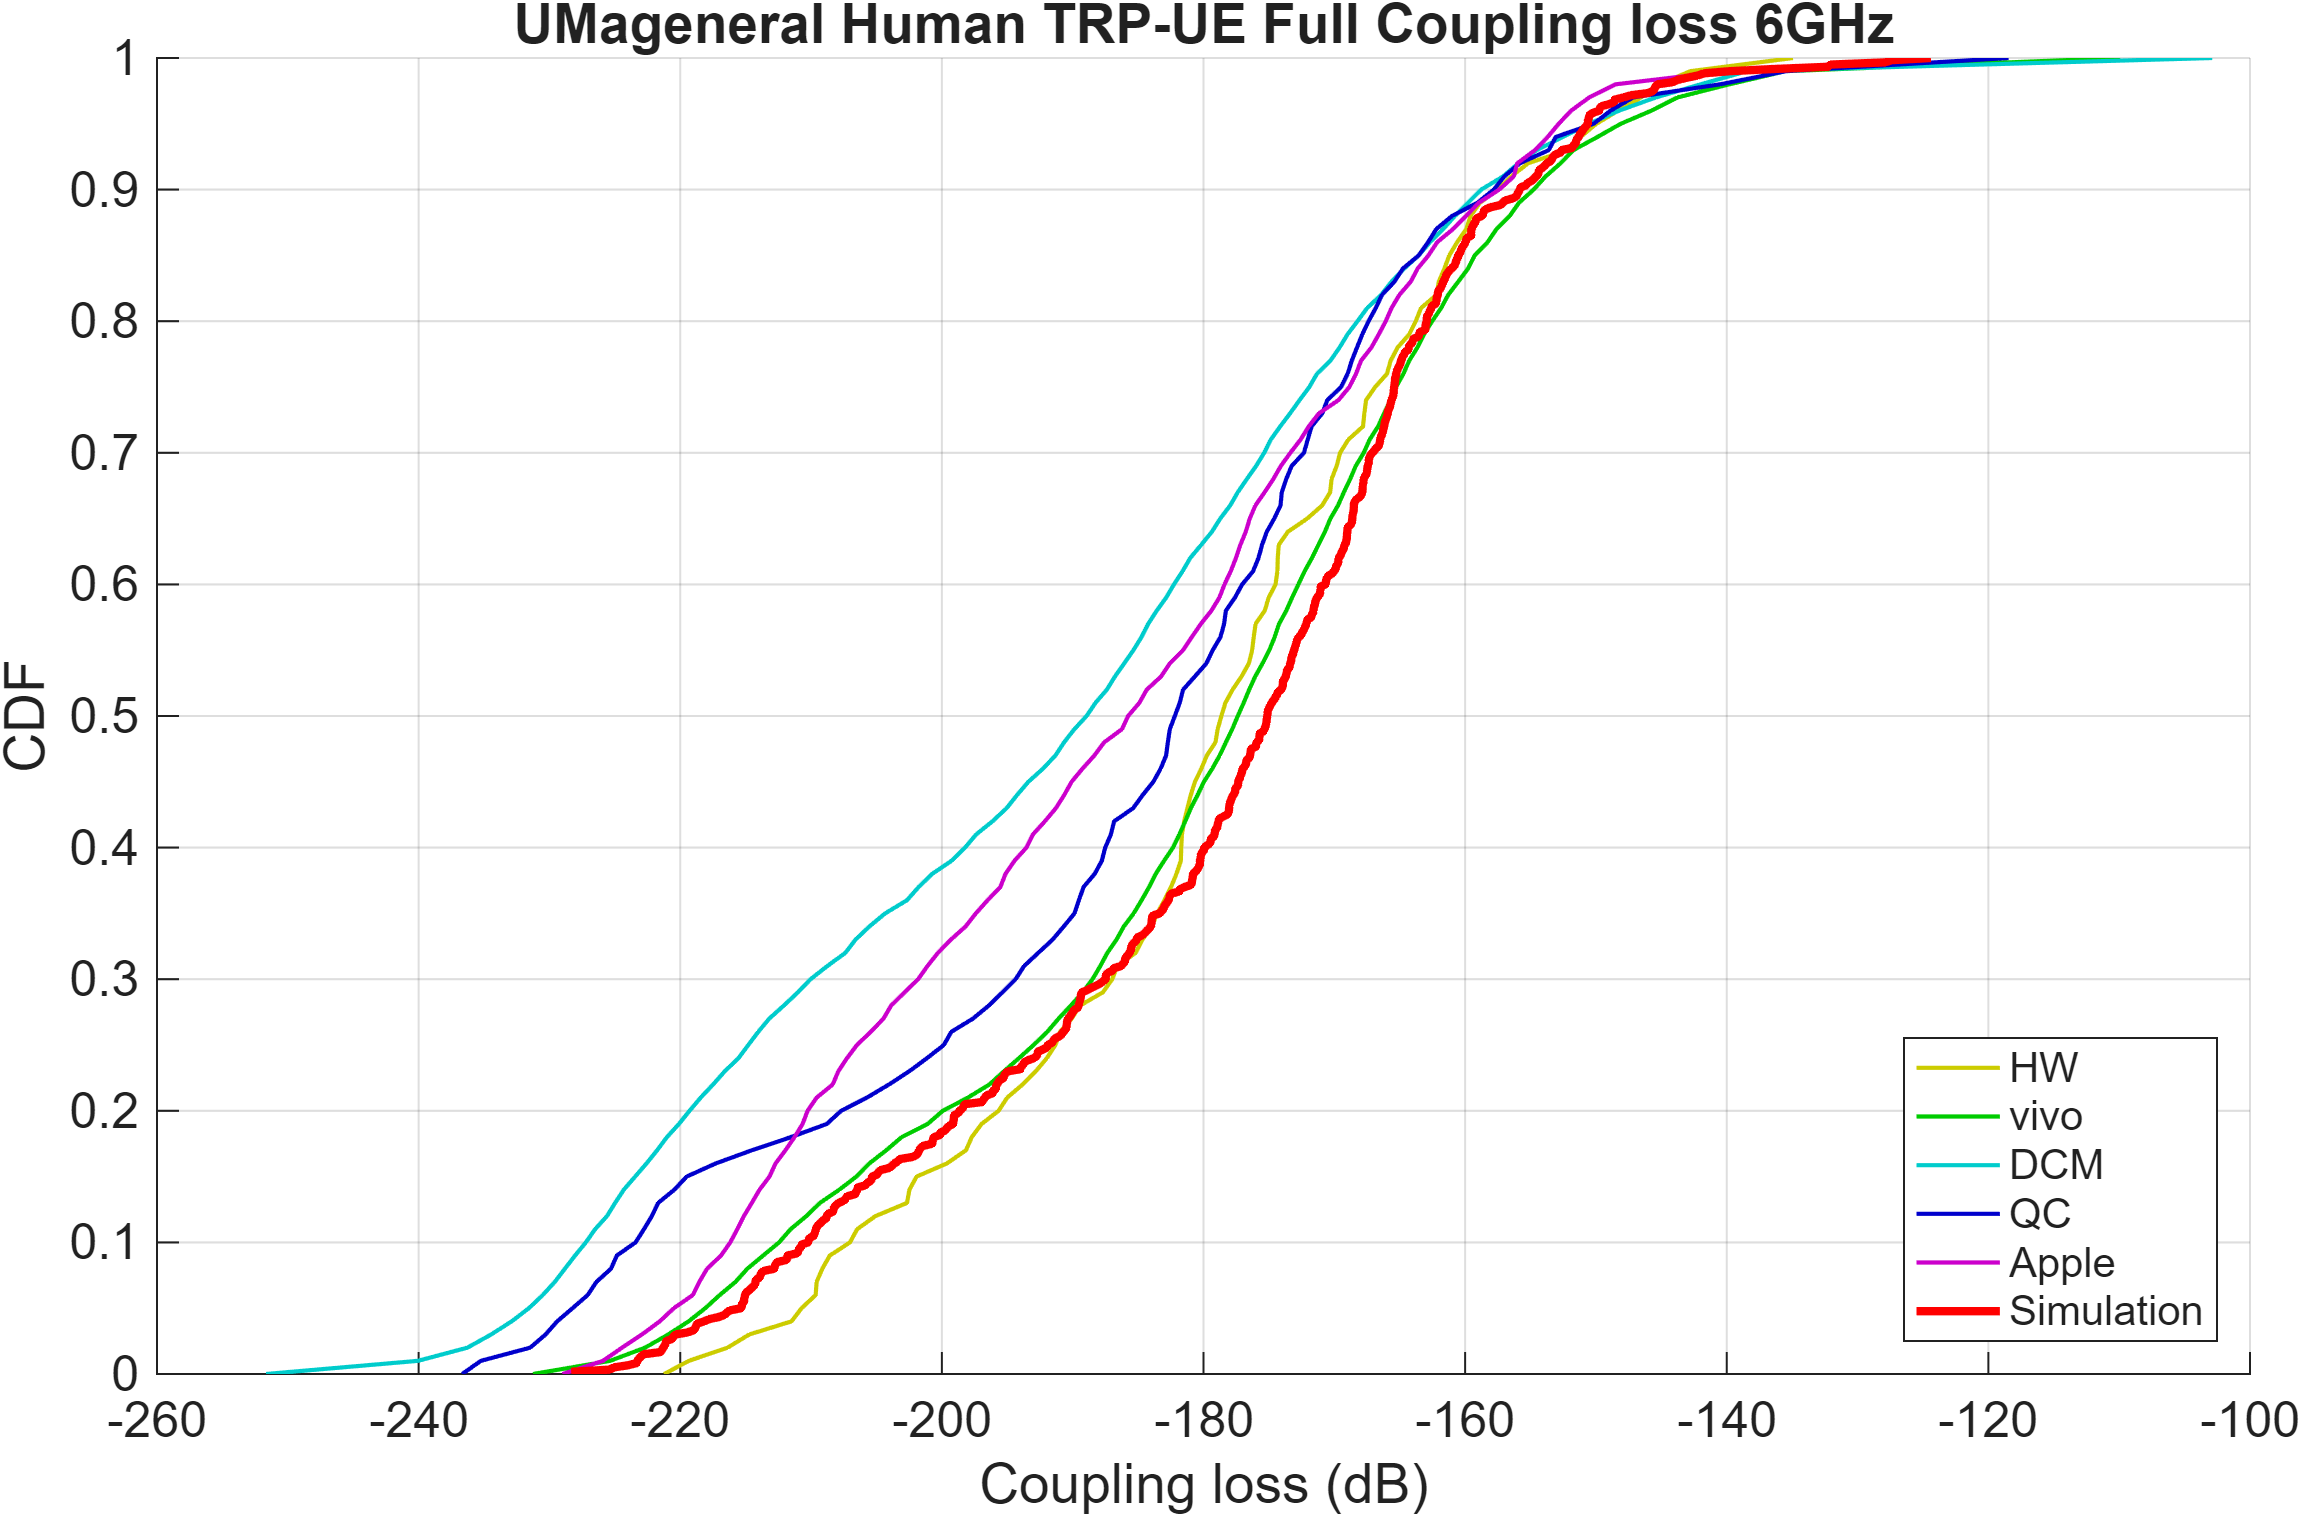 UMageneral Human TRP-UE Full Coupling loss 6GHz
1
0.9
0.8
0.7
0.6
0.5
0.4
0.3
0.2
0.1
0
CDF
-260 -240 -220 -200 -180 -160 -140 -120 -100
Coupling loss (dB)
HW
vivo
DCM
QC
Apple
Simulation